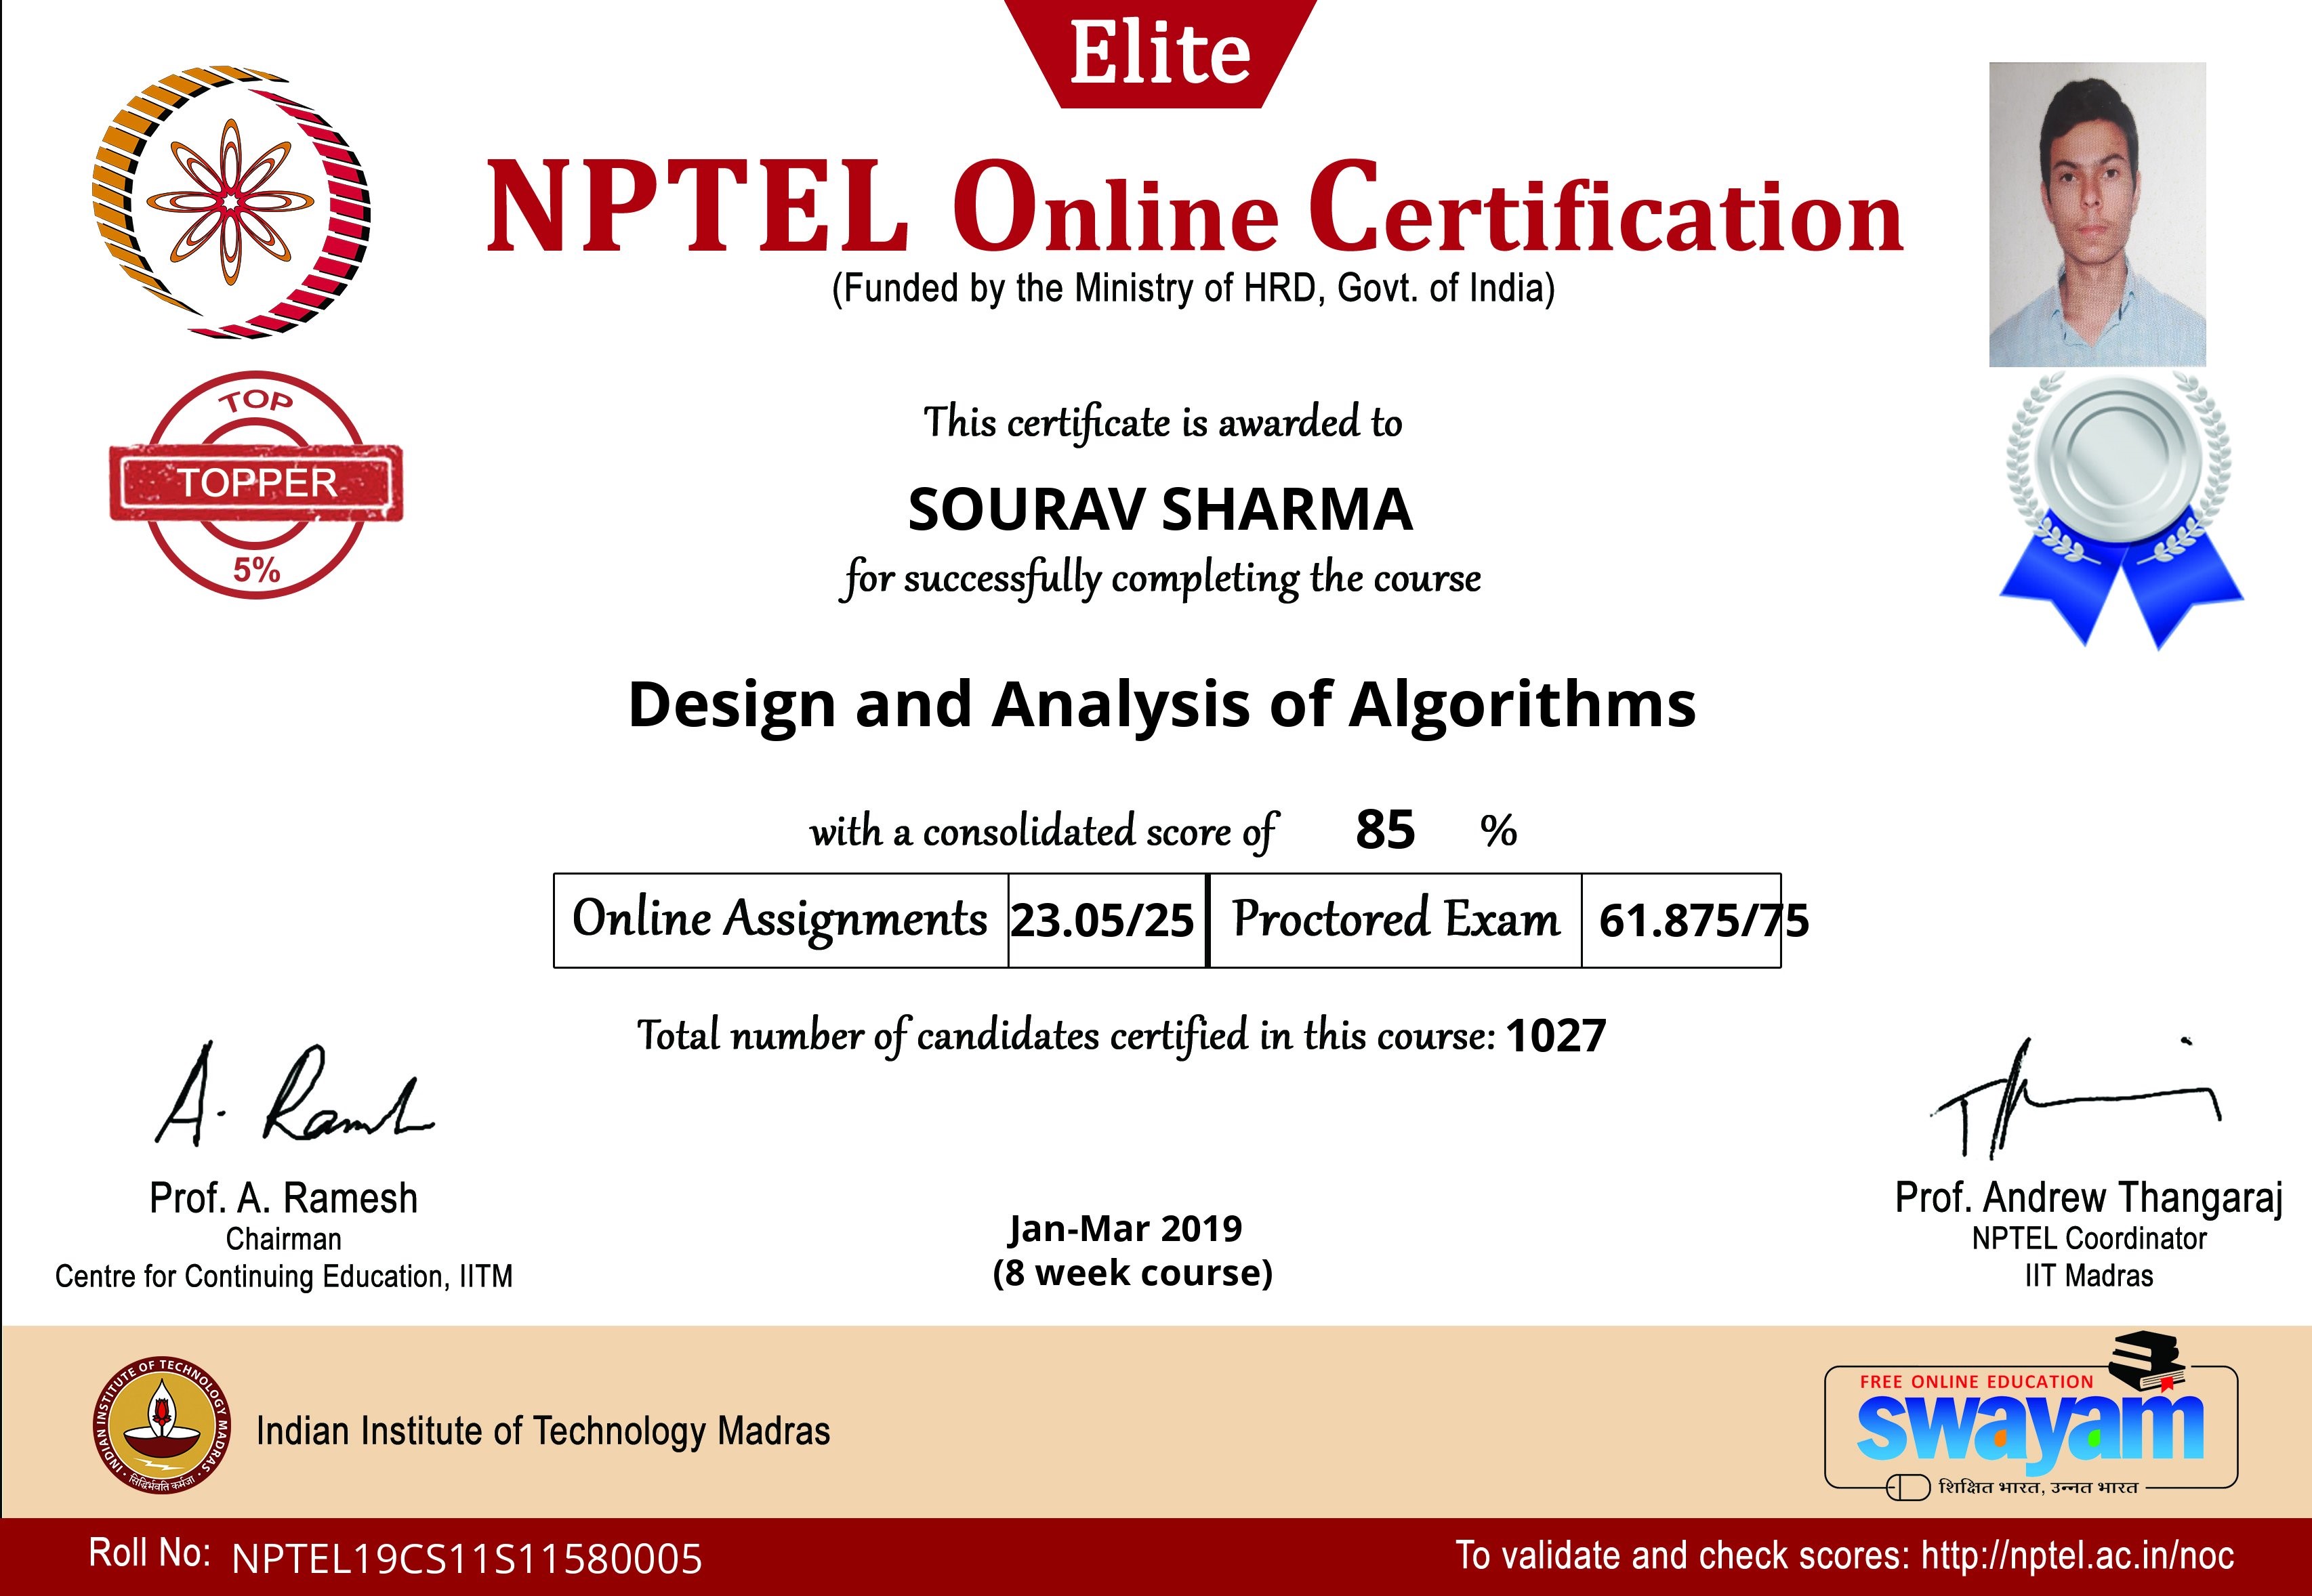 Elite
NPTEL Online Certification
(Funded by the Ministry of HRD, Govt. of India)
TOP
TOPPER
5%
This certificate is awarded to
SOURAV SHARMA
for successfully completing the course
Design and Analysis of Algorithms
with a consolidated score of 85 %
Online Assignments 23.05/25 Proctored Exam 61.875/75
Total number of candidates certified in this course: 1027
A. Ramesh
Prof. A. Ramesh
Chairman
Centre for Continuing Education, IITM
Jan-Mar 2019
(8 week course)
Prof. Andrew Thangaraj
NPTEL Coordinator
IIT Madras
INDIAN INSTITUTE OF TECHNOLOGY MADRAS
सिद्धिर्भवति कर्मजा
Indian Institute of Technology Madras
FREE ONLINE EDUCATION
swayam
शिक्षित भारत, उन्नत भारत
Roll No: NPTEL19CS11S11580005
To validate and check scores: http://nptel.ac.in/noc